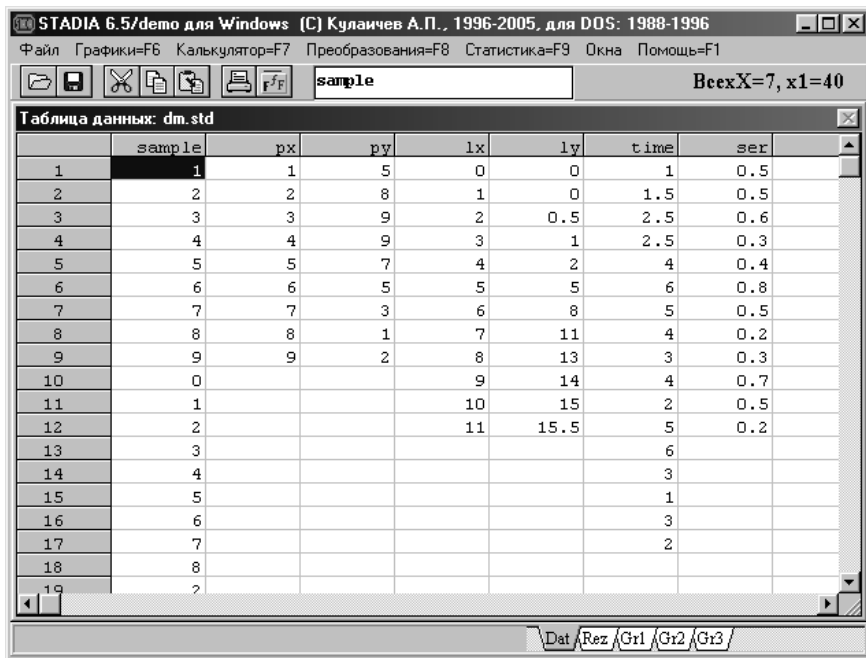 STADIA 6.5/demo для Windows (C) Кулаичев А.П., 1996-2005, для DOS: 1988-1996
Файл Графики=F6 Калькулятор=F7 Преобразования=F8 Статистика=F9 Окна Помощь=F1
sample ВсехX=7, x1=40
Таблица данных: dm.std
sample px py lx ly time ser
1 1 1 5 0 0 1 0.5
2 2 2 8 1 0 1.5 0.5
3 3 3 9 2 0.5 2.5 0.6
4 4 4 9 3 1 2.5 0.3
5 5 5 7 4 2 4 0.4
6 6 6 5 5 5 6 0.8
7 7 7 3 6 8 5 0.5
8 8 8 1 7 11 4 0.2
9 9 9 2 8 13 3 0.3
10 0 9 14 4 0.7
11 1 10 15 2 0.5
12 2 11 15.5 5 0.2
13 3 6
14 4 3
15 5 1
16 6 3
17 7 2
18 8
19 2
Dat Rez Gr1 Gr2 Gr3